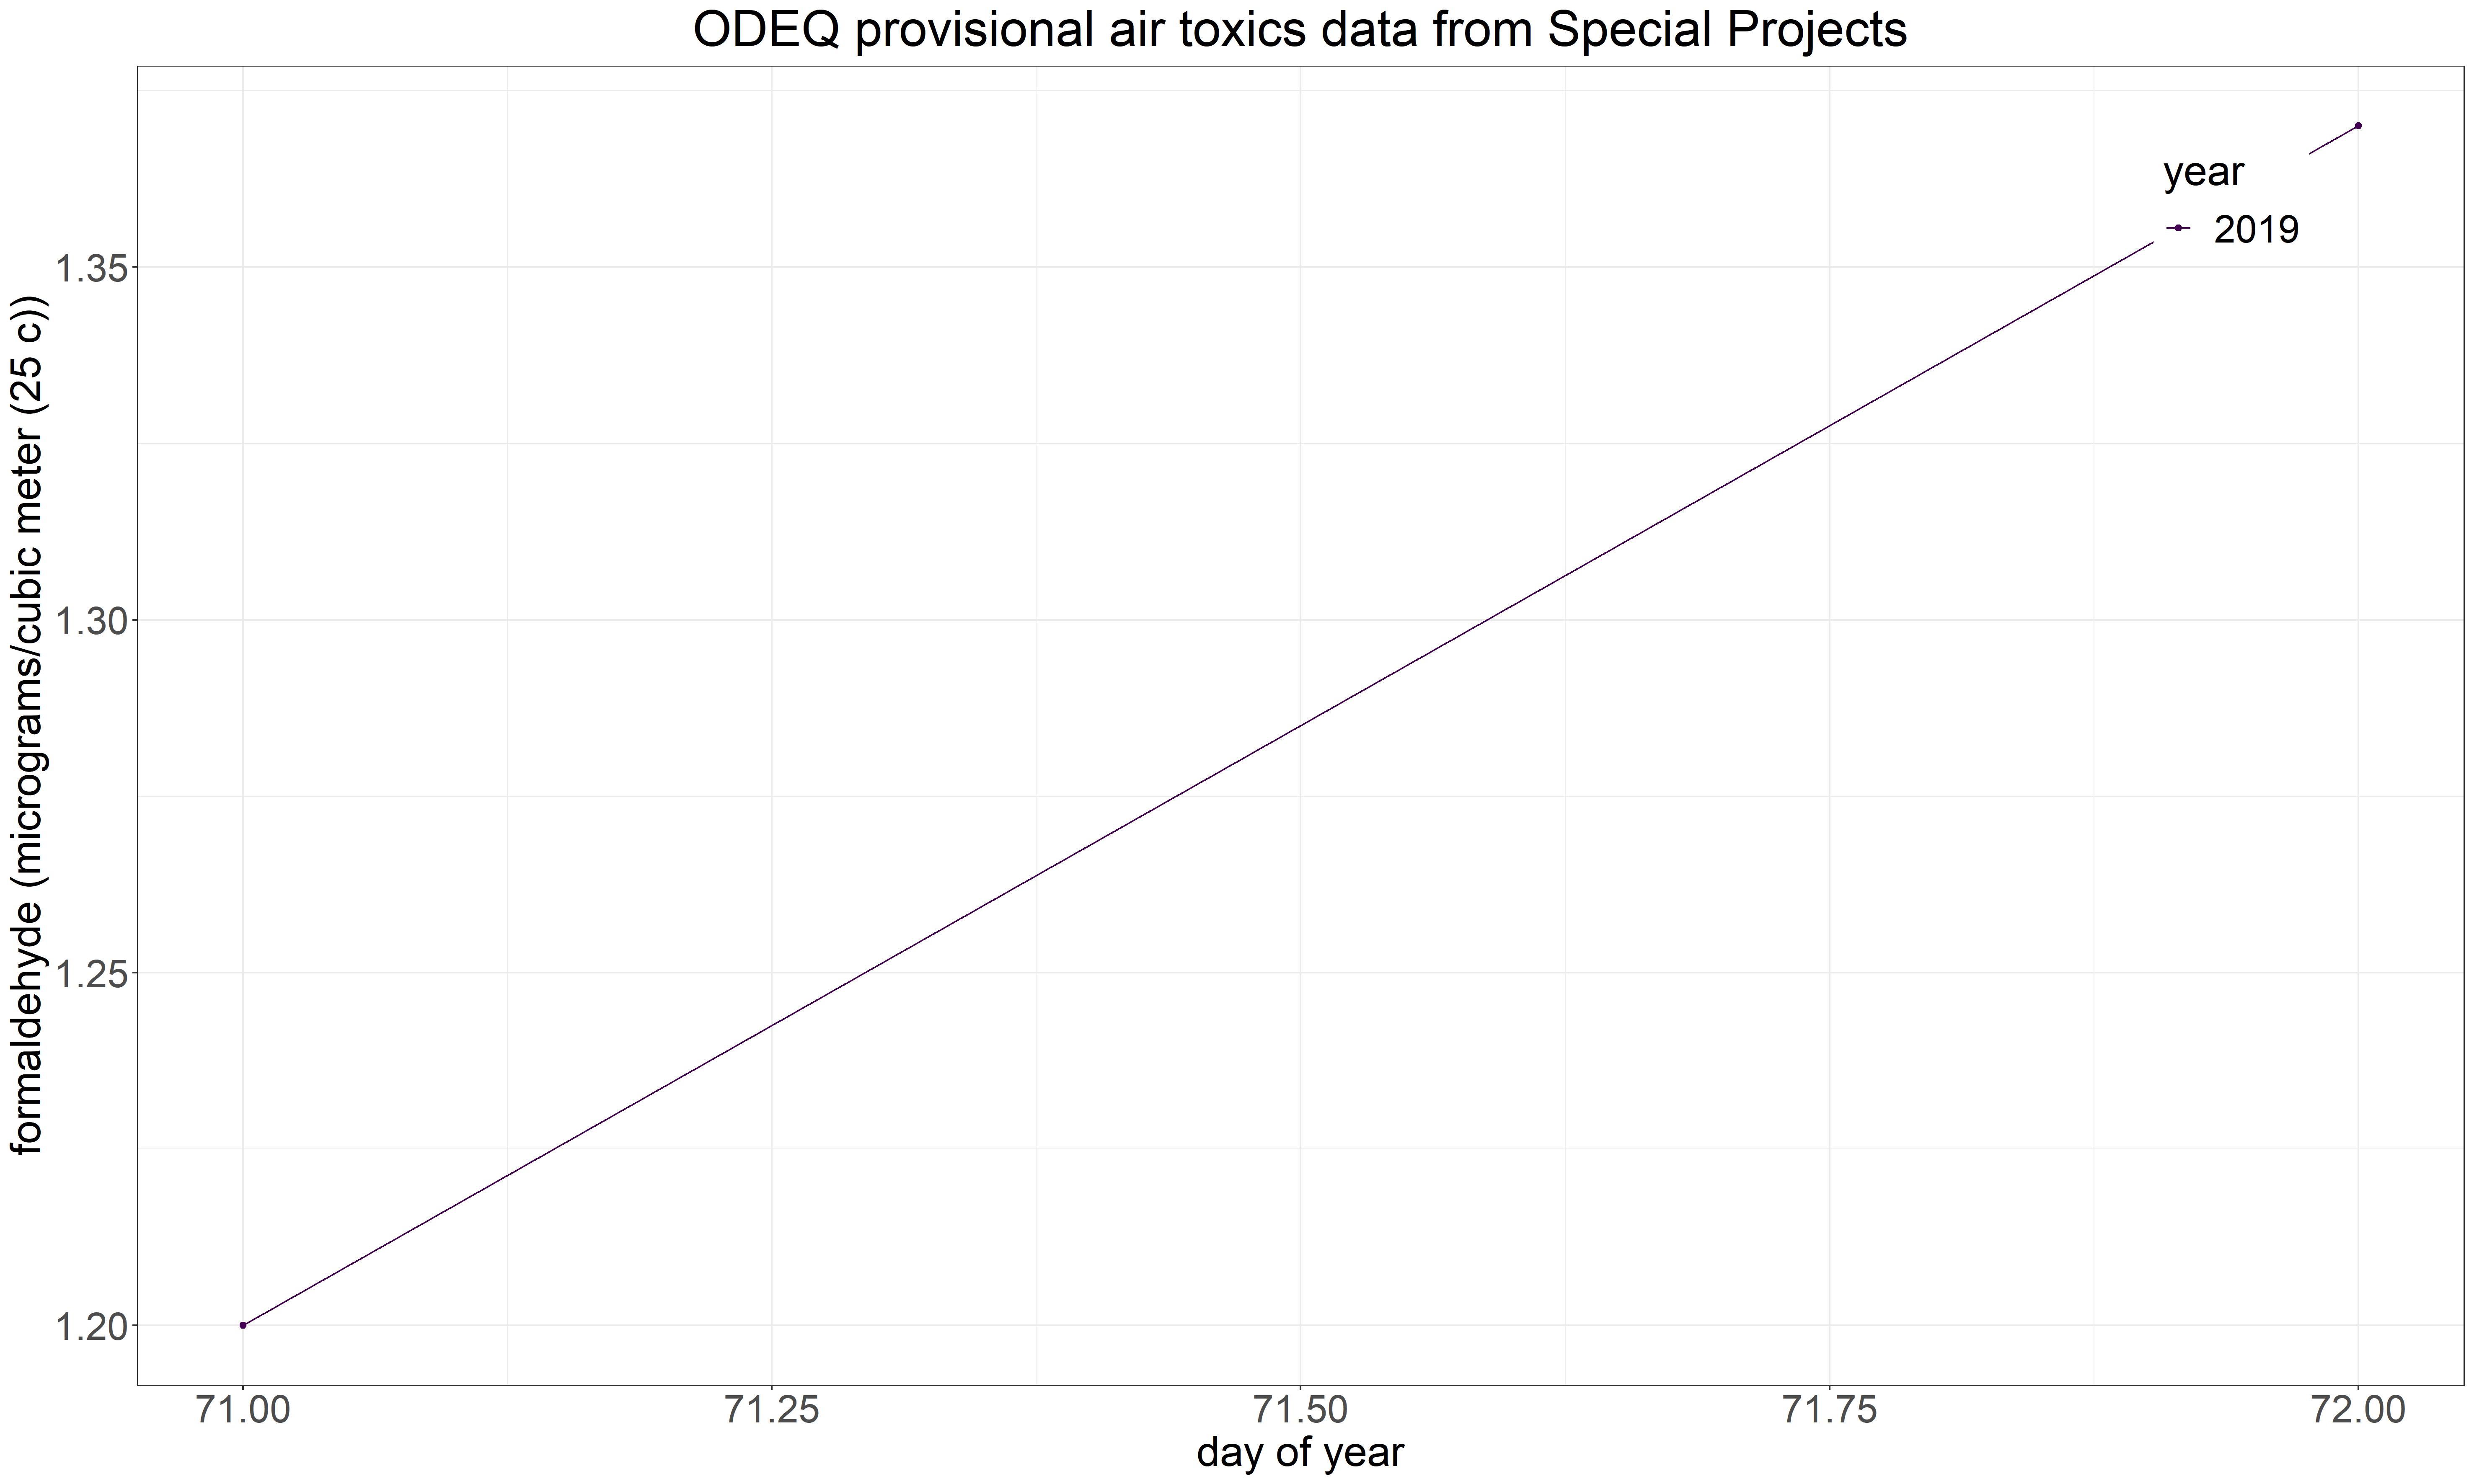 ODEQ provisional air toxics data from Special Projects
formaldehyde (micrograms/cubic meter (25 c))
year
2019
1.35
1.30
1.25
1.20
71.00 71.25 71.50 71.75 72.00
day of year